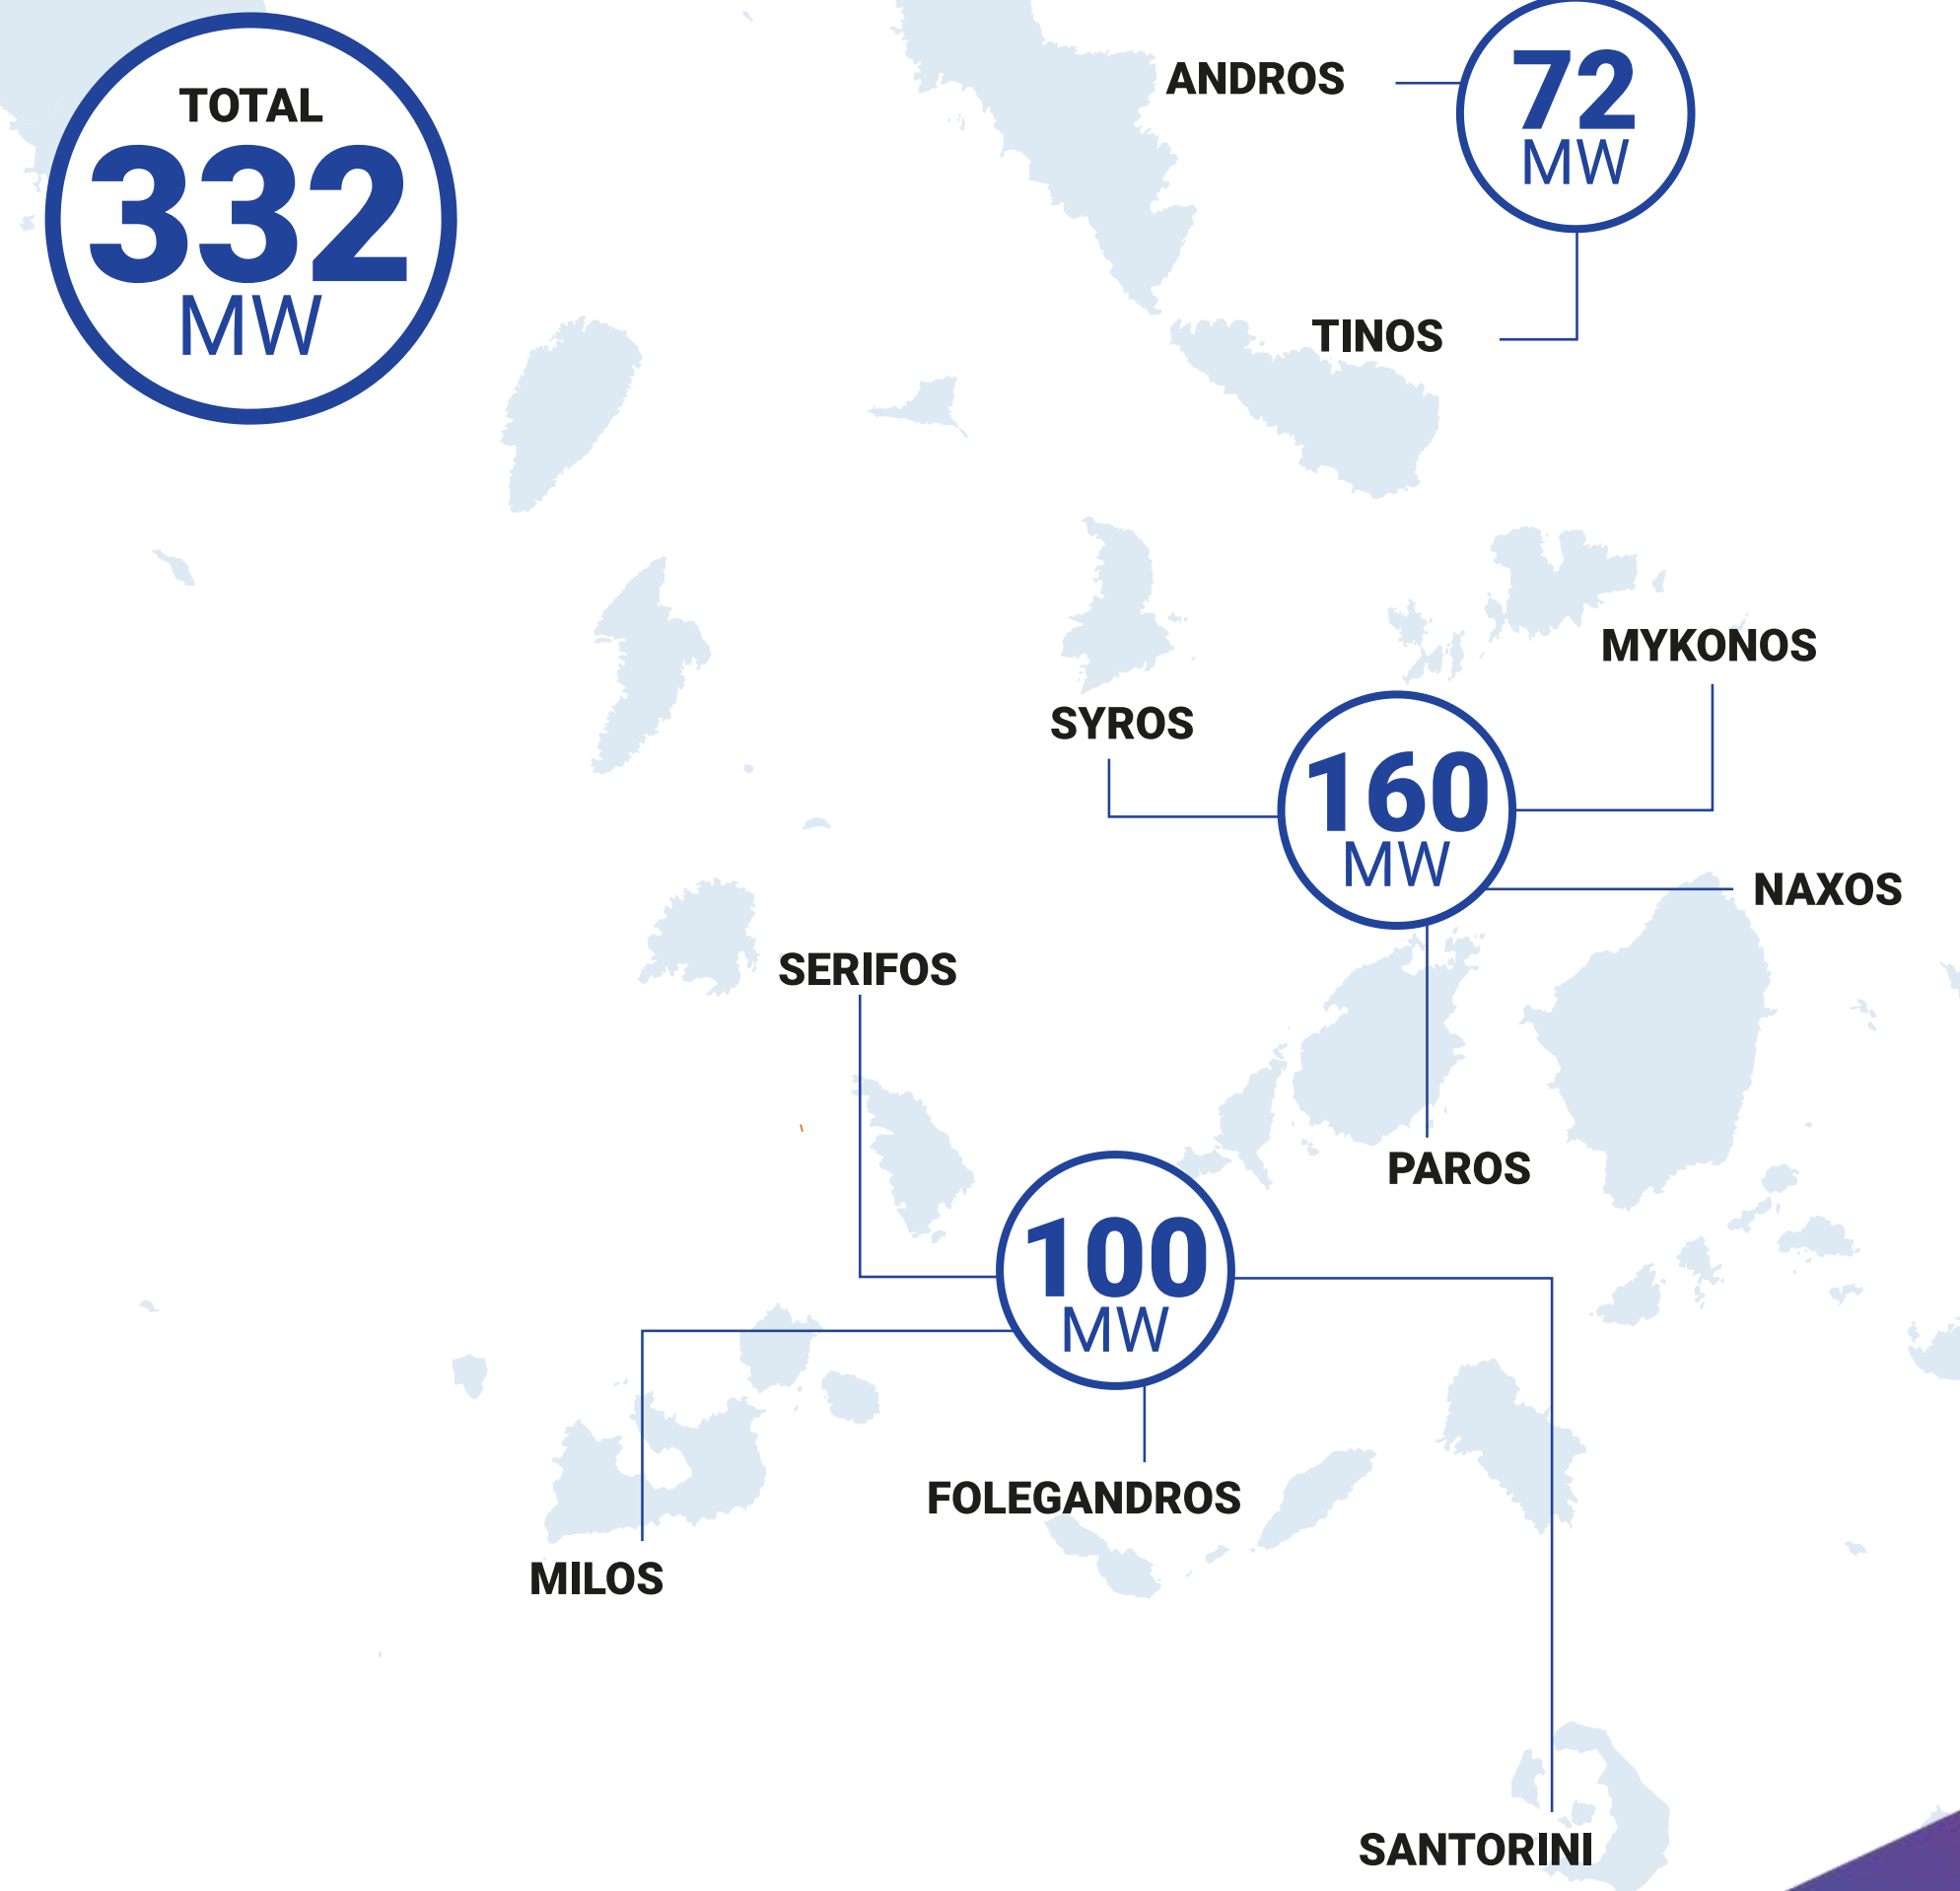 TOTAL
332
MW
ANDROS
72
MW
TINOS
MYKONOS
SYROS
160
MW
NAXOS
SERIFOS
PAROS
100
MW
FOLEGANDROS
MILOS
SANTORINI